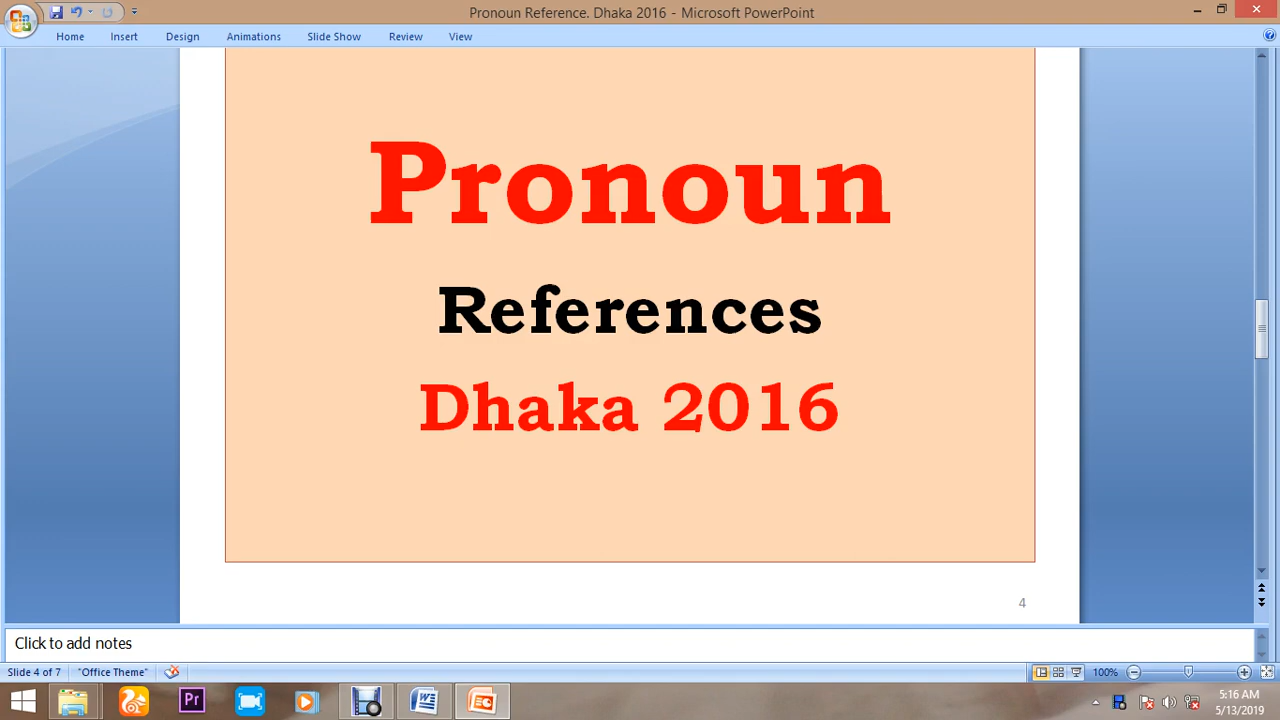 Pronoun Reference. Dhaka 2016 - Microsoft PowerPoint
Home Insert Design Animations Slide Show Review View
Pronoun
References
Dhaka 2016
4
Click to add notes
Slide 4 of 7 "Office Theme" 100%
Pr
5:16 AM
5/13/2019